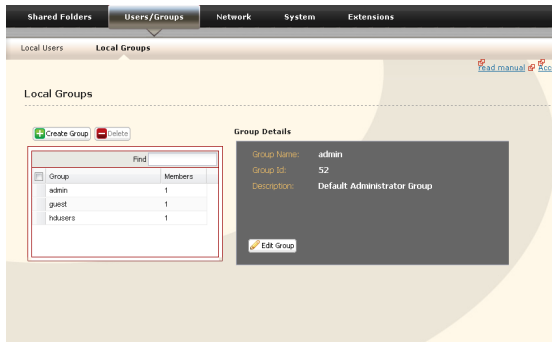 Shared Folders Users/Groups Network System Extensions
Local Users Local Groups
read manual Acc
Local Groups
Create Group Delete
Group Details
Find
Group Members
admin 1
guest 1
hdusers 1
Group Name: admin
Group Id: 52
Description: Default Administrator Group
Edit Group